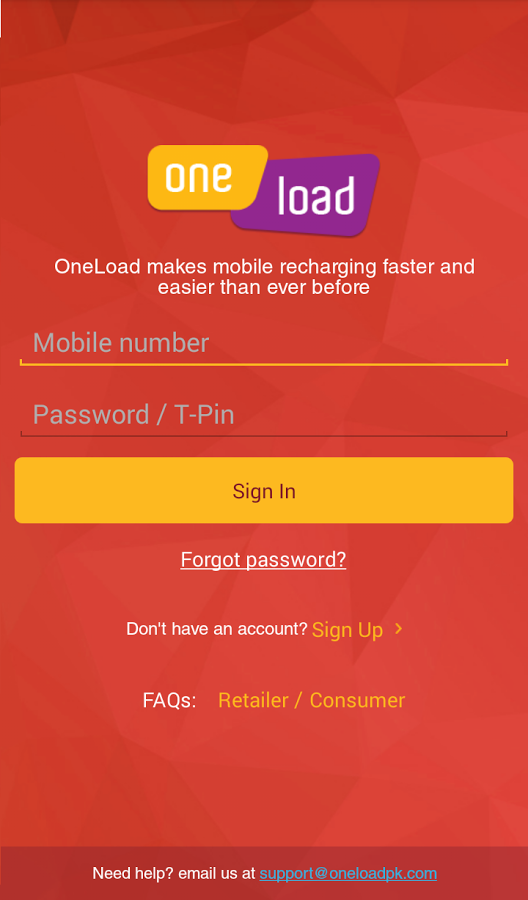 one
load
OneLoad makes mobile recharging faster and
easier than ever before
Mobile number
Password / T-Pin
Sign In
Forgot password?
Don't have an account? Sign Up ›
FAQs: Retailer / Consumer
Need help? email us at support@oneloadpk.com